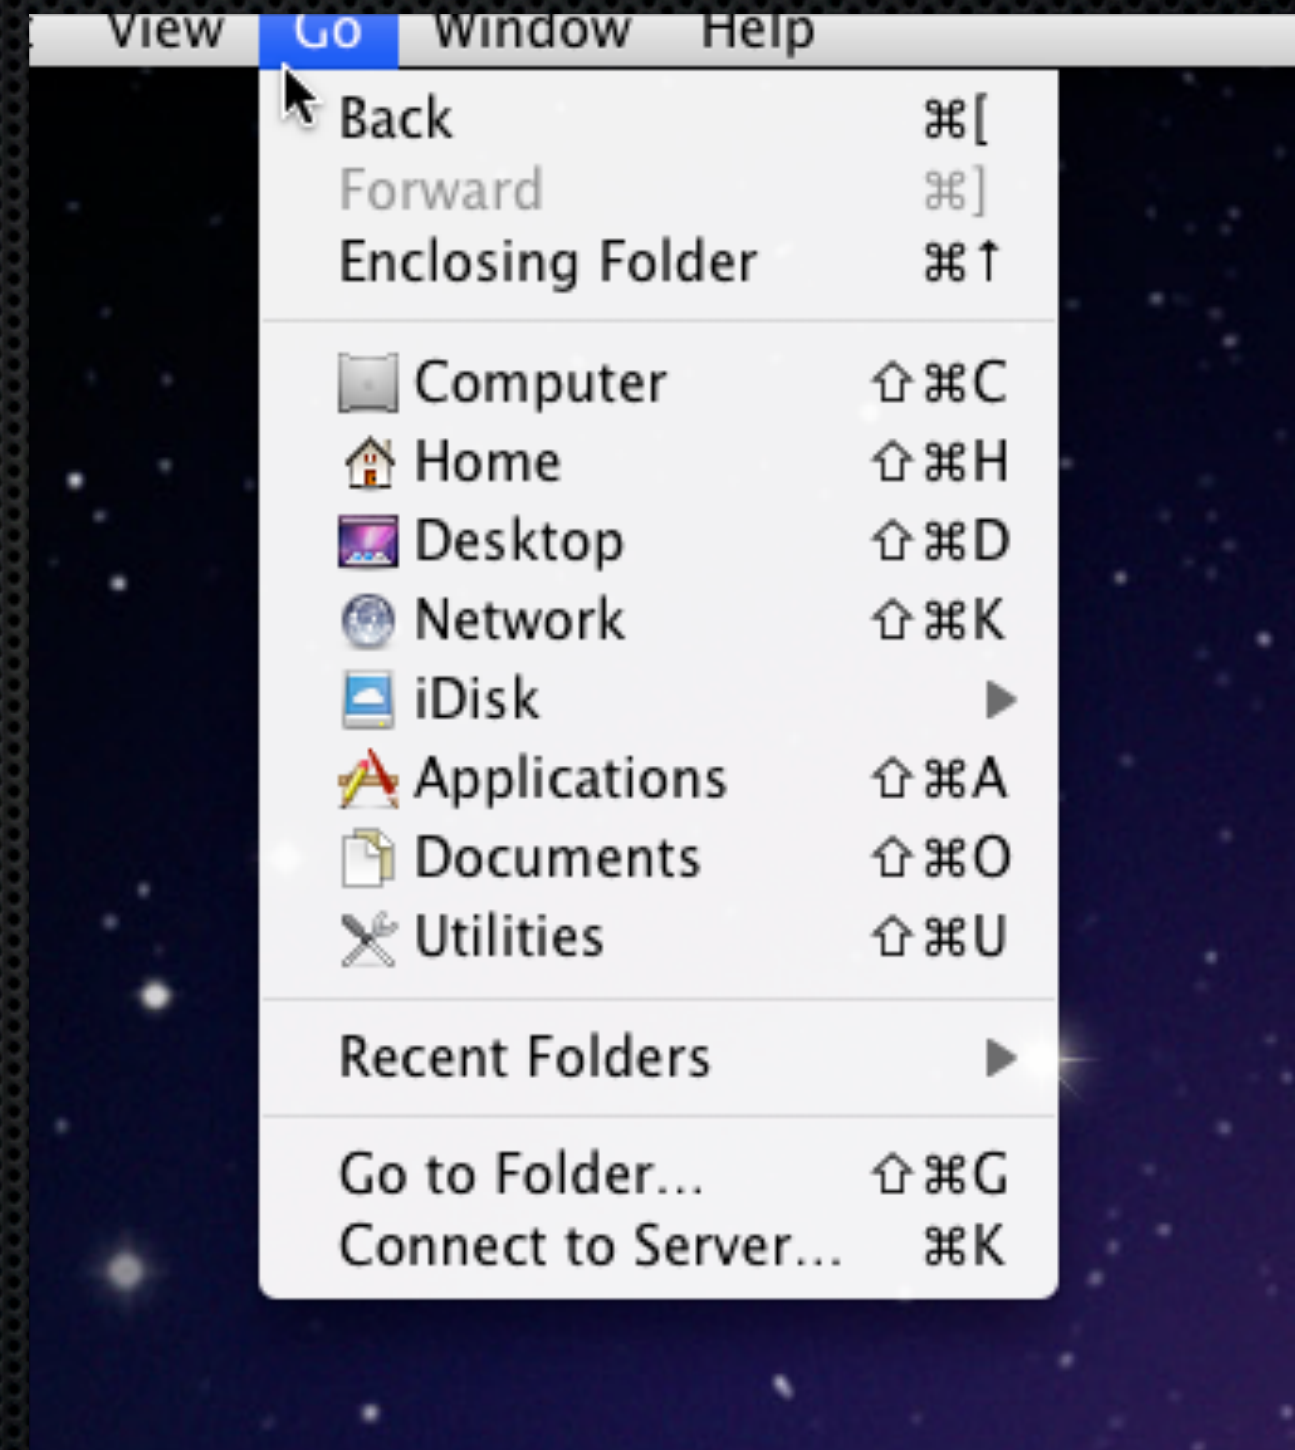 View Go Window Help
Back ⌘[
Forward ⌘]
Enclosing Folder ⌘↑
Computer ⇧⌘C
Home ⇧⌘H
Desktop ⇧⌘D
Network ⇧⌘K
iDisk ▶
Applications ⇧⌘A
Documents ⇧⌘O
Utilities ⇧⌘U
Recent Folders ▶
Go to Folder... ⇧⌘G
Connect to Server... ⌘K